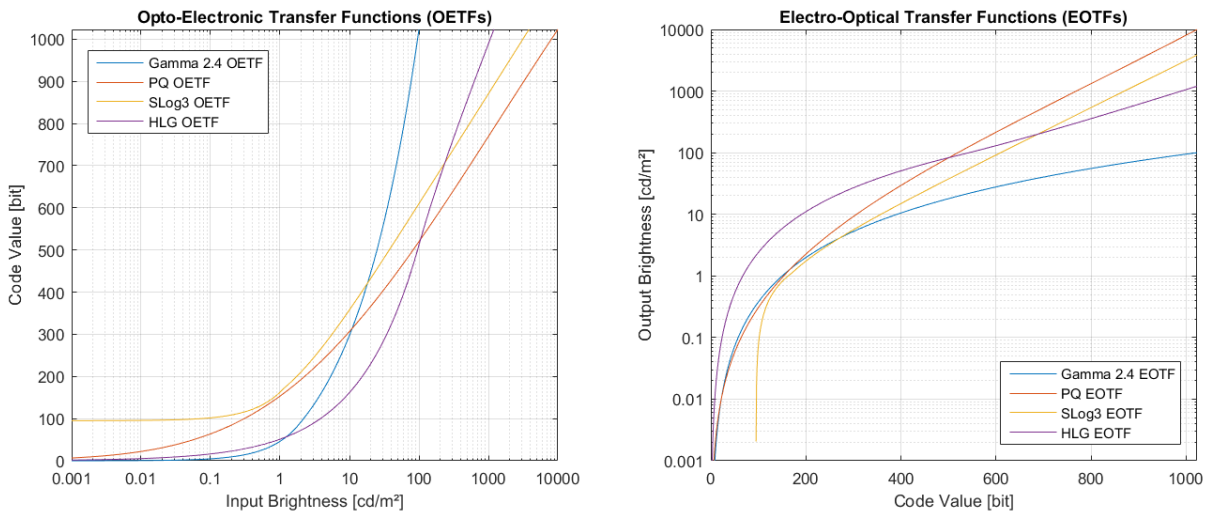 Opto-Electronic Transfer Functions (OETFs)
1000
900
800
700
600
500
400
300
200
100
0
Code Value [bit]
Gamma 2.4 OETF
PQ OETF
SLog3 OETF
HLG OETF
0.001 0.01 0.1 1 10 100 1000 10000
Input Brightness [cd/m²]
Electro-Optical Transfer Functions (EOTFs)
10000
1000
100
10
1
0.1
0.01
0.001
Output Brightness [cd/m²]
Gamma 2.4 EOTF
PQ EOTF
SLog3 EOTF
HLG EOTF
0 200 400 600 800 1000
Code Value [bit]